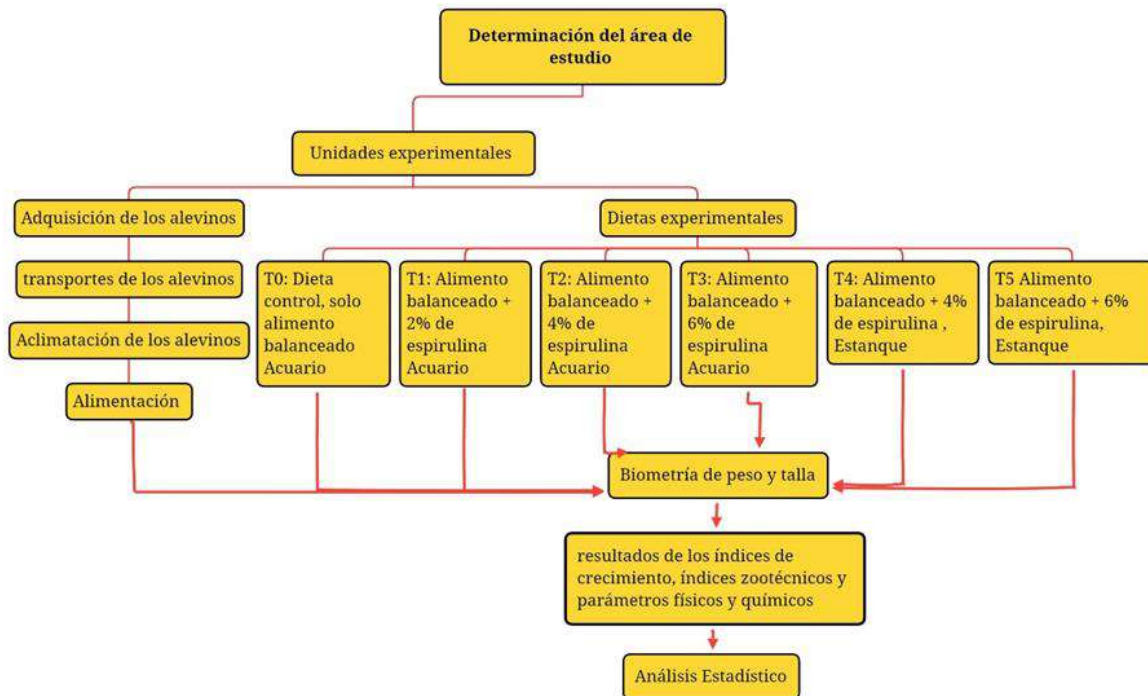 Determinación del área de
estudio
Unidades experimentales
Adquisición de los alevinos
Dietas experimentales
transportes de los alevinos
Aclimatación de los alevinos
Alimentación
T0: Dieta
control, solo
alimento
balanceado
Acuario
T1: Alimento
balanceado +
2% de
espirulina
Acuario
T2: Alimento
balanceado +
4% de
espirulina
Acuario
T3: Alimento
balanceado +
6% de
espirulina
Acuario
T4: Alimento
balanceado + 4%
de espirulina ,
Estanque
T5 Alimento
balanceado + 6%
de espirulina,
Estanque
Biometría de peso y talla
resultados de los índices de
crecimiento, índices zootécnicos y
parámetros físicos y químicos
Análisis Estadístico